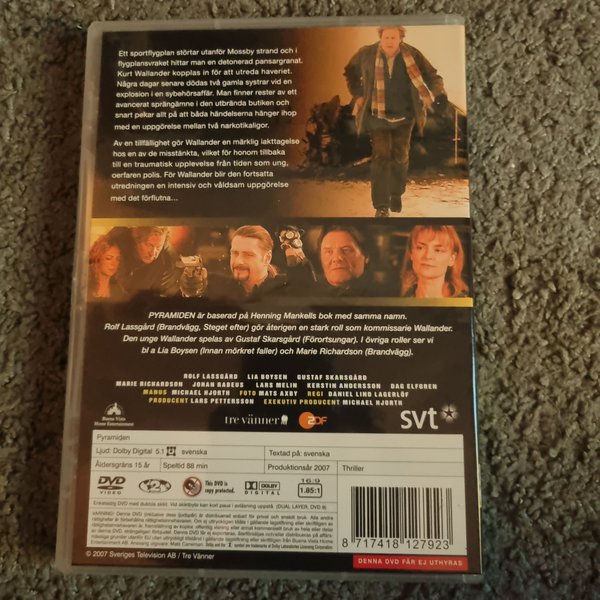 Ett sportflygplan störtar utanför Mossby strand och i
flygplansvraket hittar man en detonerad pansargranat.
Kurt Wallander kopplas in för att utreda haveriet.
Några dagar senare dödas två gamla systrar vid en
explosion i en sybehörsaffär. Man finner rester av ett
avancerat sprängämne i den utbrända butiken och
snart pekar allt på att båda händelserna hänger ihop
med en uppgörelse mellan två narkotikaligor.
Av en tillfällighet gör Wallander en märklig iakttagelse
hos en av de misstänkta, vilket för honom tillbaka
till en traumatisk upplevelse från tiden som ung,
oerfaren polis. För Wallander blir den fortsatta
utredningen en intensiv och våldsam uppgörelse
med det förflutna...
PYRAMIDEN är baserad på Henning Mankells bok med samma namn.
Rolf Lassgård (Brandvägg, Steget efter) gör återigen en stark roll som kommissarie Wallander.
Den unge Wallander spelas av Gustaf Skarsgård (Förortsungar). I övriga roller ser vi
bl a Lia Boysen (Innan mörkret faller) och Marie Richardson (Brandvägg).
ROLF LASSGÅRD LIA BOYSEN GUSTAF SKARSGÅRD
MARIE RICHARDSON JOHAN RABEUS LARS MELIN KERSTIN ANDERSSON DAG ELFGREN
MANUS MICHAEL HJORTH FOTO MATS AXBY REGI DANIEL LIND LAGERLÖF
PRODUCENT LARS PETTERSSON EXEKUTIV PRODUCENT MICHAEL HJORTH
Buena Vista
Home Entertainment
tre vänner
ZDF
svt
Pyramiden
Ljud: Dolby Digital 5.1 svenska
Textad på: svenska
Åldersgräns 15 år
Speltid 88 min
Produktionsår 2007
Thriller
DVD
VIDEO
This DVD is
copy protected.
DOLBY
DIGITAL
16:9
1.85:1
8 717418 127923
© 2007 Sveriges Television AB / Tre Vänner
DENNA DVD FÅR EJ UTHYRAS